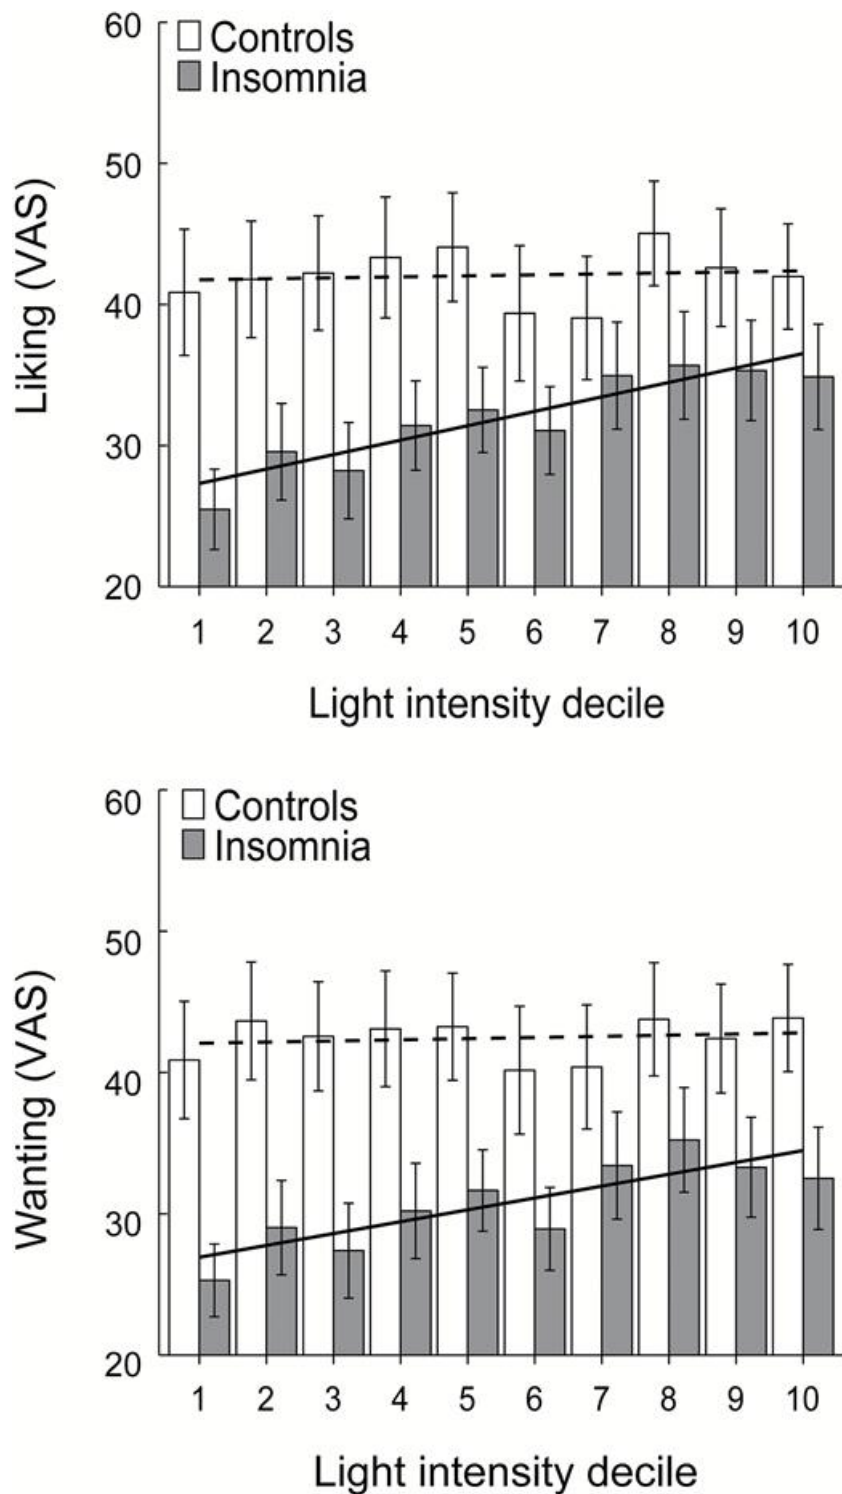 60
Controls
Insomnia
50
40
30
20
Liking (VAS)
1 2 3 4 5 6 7 8 9 10
Light intensity decile
60
Controls
Insomnia
50
40
30
20
Wanting (VAS)
1 2 3 4 5 6 7 8 9 10
Light intensity decile